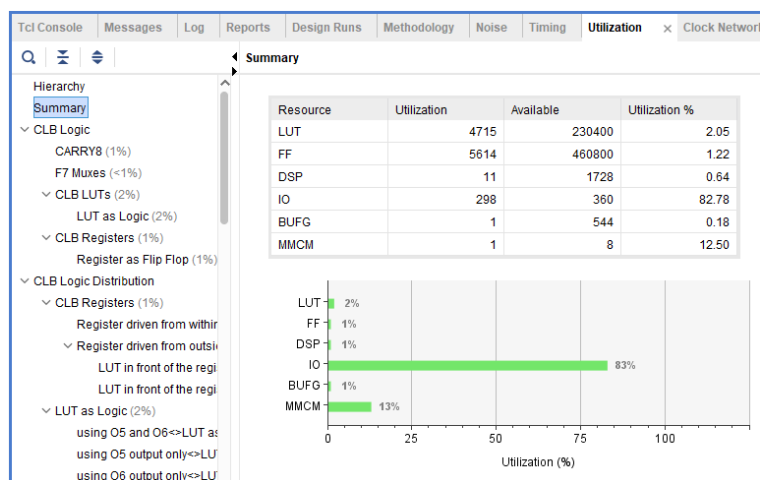 Tcl Console Messages Log Reports Design Runs Methodology Noise Timing Utilization × Clock Network
Summary
Hierarchy
Summary
CLB Logic
CARRY8 (1%)
F7 Muxes (<1%)
CLB LUTs (2%)
LUT as Logic (2%)
CLB Registers (1%)
Register as Flip Flop (1%)
CLB Logic Distribution
CLB Registers (1%)
Register driven from within
Register driven from outsi
LUT in front of the regi
LUT in front of the regi
LUT as Logic (2%)
using O5 and O6<>LUT as
using O5 output only<>LU
using O6 output only<>LU
Resource Utilization Available Utilization %
LUT 4715 230400 2.05
FF 5614 460800 1.22
DSP 11 1728 0.64
IO 298 360 82.78
BUFG 1 544 0.18
MMCM 1 8 12.50
LUT 2%
FF 1%
DSP 1%
IO 83%
BUFG 1%
MMCM 13%
0 25 50 75 100
Utilization (%)